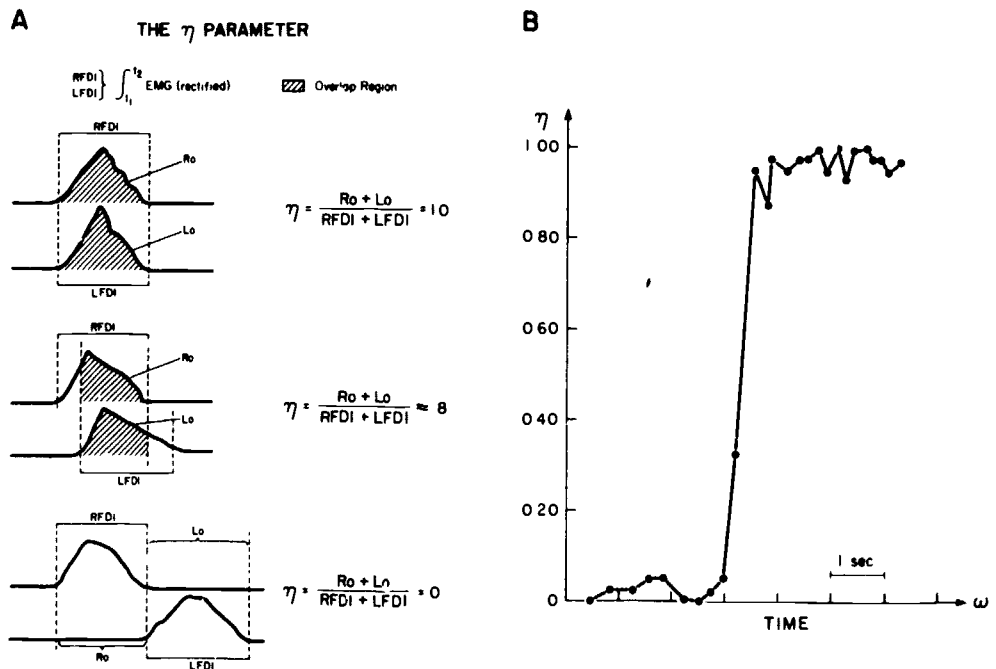 A
THE η PARAMETER
RFDI
LFDI } ∫ t₁ t₂ EMG (rectified)
Overlap Region
RFDI
Ro
Lo
LFDI
η = Ro + Lo / RFDI + LFDI = 1 0
RFDI
Ro
Lo
LFDI
η = Ro + Lo / RFDI + LFDI ≈ 8
RFDI
Lo
Ro
LFDI
η = Ro + Lo / RFDI + LFDI = 0
B
η
1 00
0 80
0 60
0 40
0 20
0
1 sec
TIME
ω